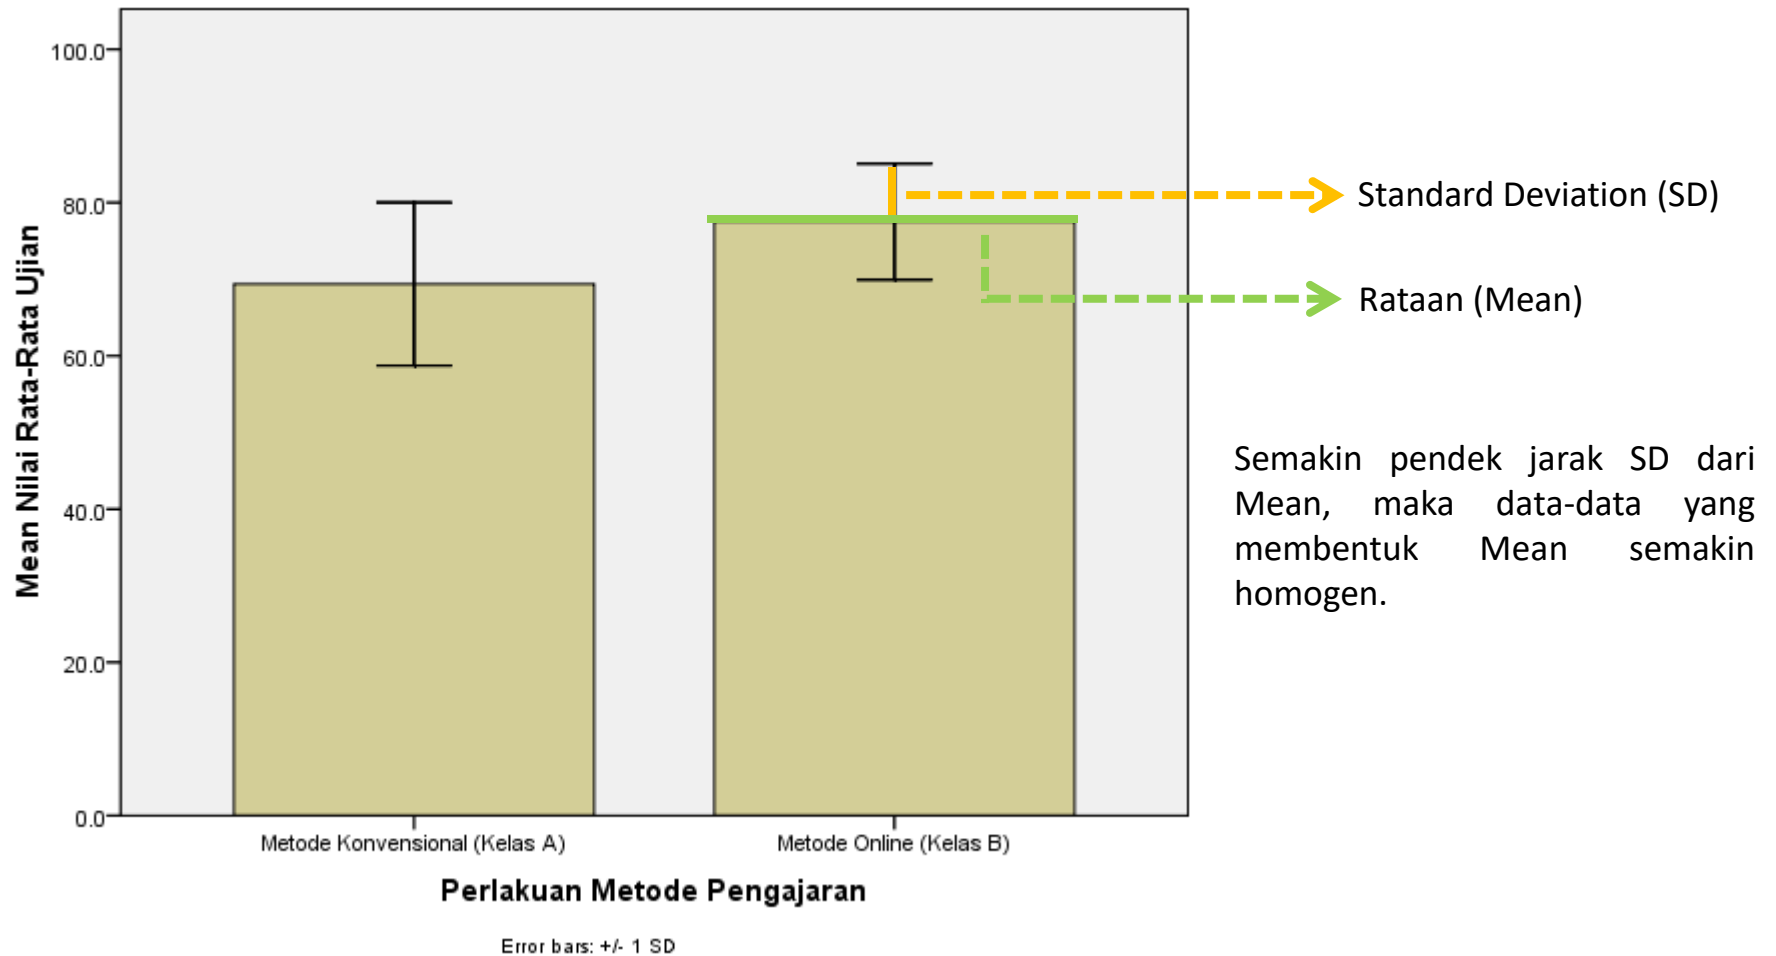 Mean Nilai Rata-Rata Ujian
100.0
80.0
60.0
40.0
20.0
0.0
Metode Konvensional (Kelas A)
Metode Online (Kelas B)
Perlakuan Metode Pengajaran
Error bars: +/- 1 SD
Standard Deviation (SD)
Rataan (Mean)
Semakin pendek jarak SD dari
Mean, maka data-data yang
membentuk Mean semakin
homogen.